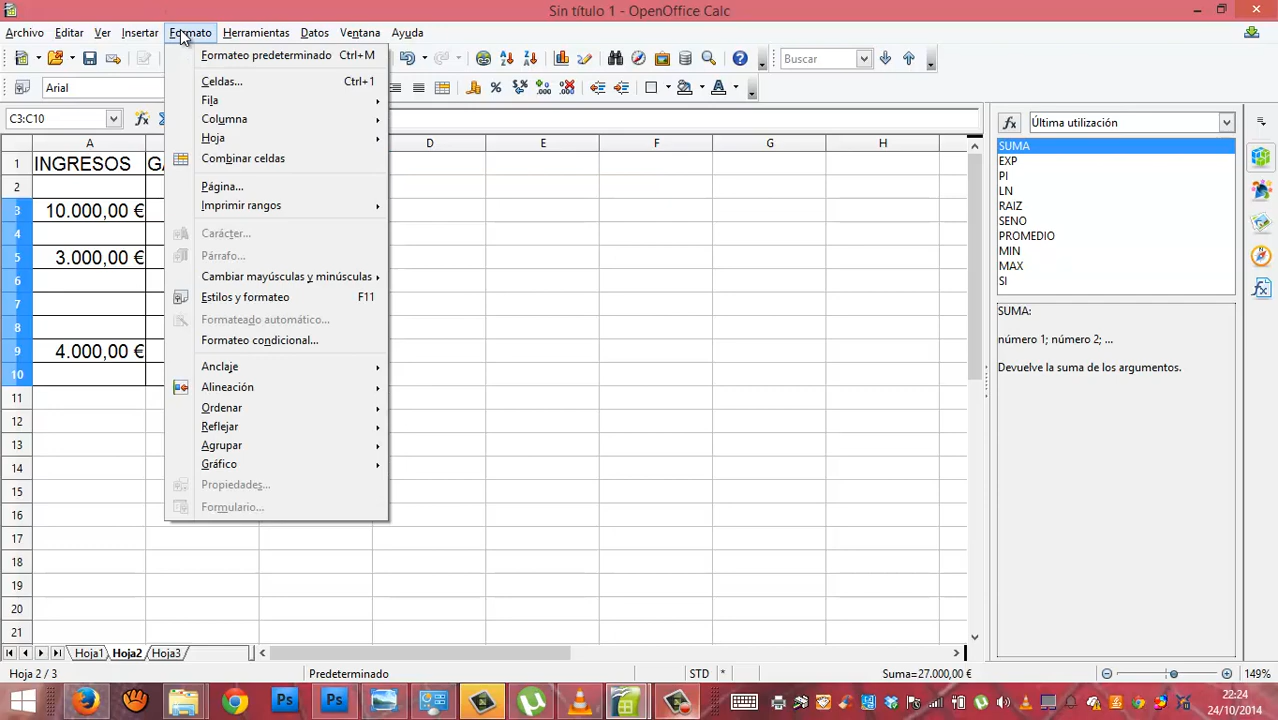 Sin título 1 - OpenOffice Calc
Archivo Editar Ver Insertar Formato Herramientas Datos Ventana Ayuda
Buscar
Arial
C3:C10
Formateo predeterminado Ctrl+M
Celdas... Ctrl+1
Fila
Columna
Hoja
Combinar celdas
Página...
Imprimir rangos
Carácter...
Párrafo...
Cambiar mayúsculas y minúsculas
Estilos y formateo F11
Formateado automático...
Formateo condicional...
Anclaje
Alineación
Ordenar
Reflejar
Agrupar
Gráfico
Propiedades...
Formulario...
A D E F G H
1 INGRESOS
2
3 10.000,00 €
4
5 3.000,00 €
6
7
8
9 4.000,00 €
10
11
12
13
14
15
16
17
18
19
20
21
Última utilización
SUMA
EXP
PI
LN
RAIZ
SENO
PROMEDIO
MIN
MAX
SI
SUMA:
número 1; número 2; ...
Devuelve la suma de los argumentos.
Hoja1 Hoja2 Hoja3
Hoja 2 / 3 Predeterminado STD * Suma=27.000,00 € 149%
Ps Ps
22:24
24/10/2014